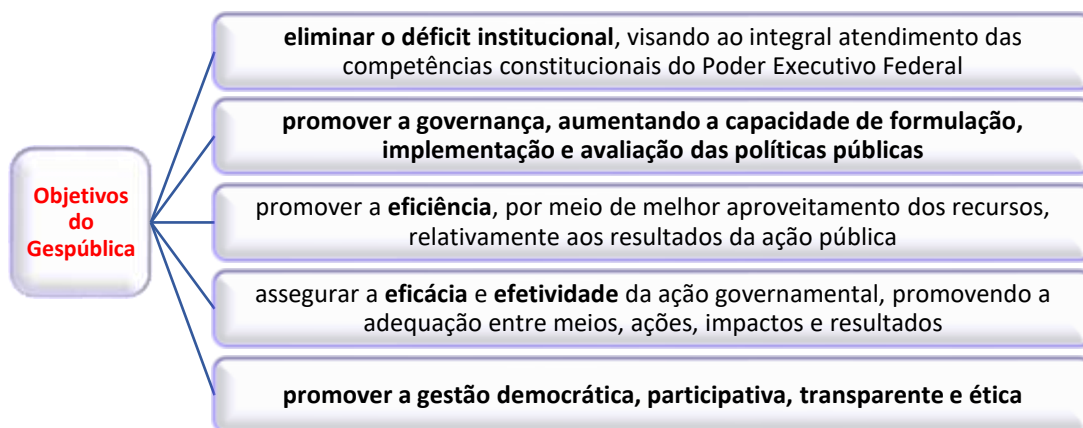 Objetivos
do
Gespública
eliminar o déficit institucional, visando ao integral atendimento das
competências constitucionais do Poder Executivo Federal
promover a governança, aumentando a capacidade de formulação,
implementação e avaliação das políticas públicas
promover a eficiência, por meio de melhor aproveitamento dos recursos,
relativamente aos resultados da ação pública
assegurar a eficácia e efetividade da ação governamental, promovendo a
adequação entre meios, ações, impactos e resultados
promover a gestão democrática, participativa, transparente e ética